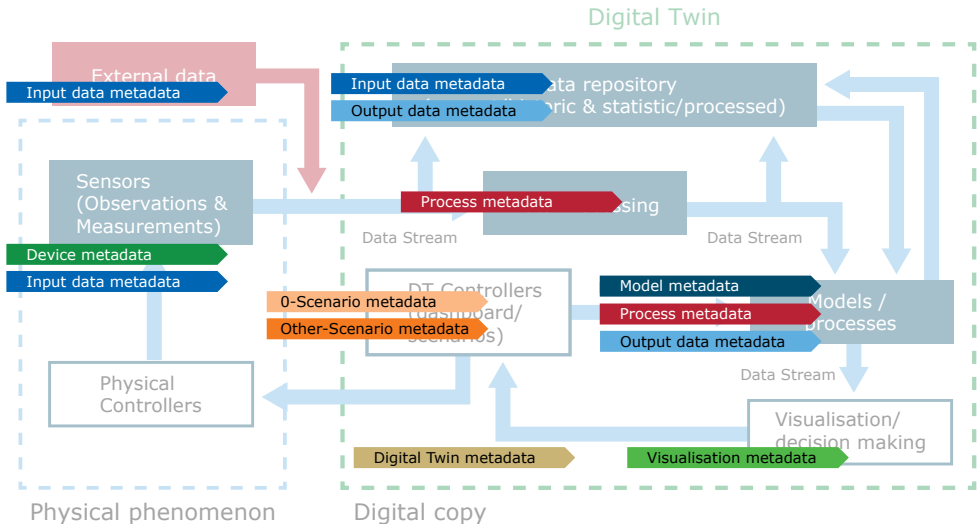 Digital Twin
External data
Input data metadata
Input data metadata
ata repository
Output data metadata
ric & statistic/processed)
Sensors
(Observations &
Measurements)
Device metadata
Input data metadata
Process metadata
ssing
Data Stream
Data Stream
0-Scenario metadata
Other-Scenario metadata
DT Controllers
(dashboard/
scenarios)
Model metadata
Process metadata
Output data metadata
Models /
processes
Data Stream
Physical
Controllers
Visualisation/
decision making
Digital Twin metadata
Visualisation metadata
Physical phenomenon
Digital copy